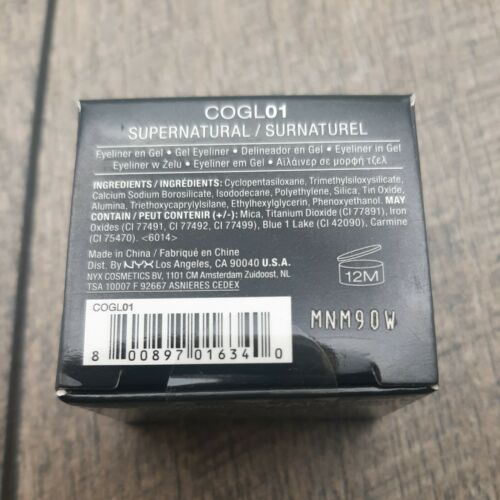 COGL01
SUPERNATURAL / SURNATUREL
Eyeliner en Gel • Gel Eyeliner • Delineador en Gel • Eyeliner in Gel
Eyeliner w Żelu • Eyeliner em Gel • Αϊλάινερ σε μορφή τζελ
INGREDIENTS / INGRÉDIENTS: Cyclopentasiloxane, Trimethylsiloxysilicate,
Calcium Sodium Borosilicate, Isododecane, Polyethylene, Silica, Tin Oxide,
Alumina, Triethoxycaprylylsilane, Ethylhexylglycerin, Phenoxyethanol. MAY
CONTAIN / PEUT CONTENIR (+/-): Mica, Titanium Dioxide (CI 77891), Iron
Oxides (CI 77491, CI 77492, CI 77499), Blue 1 Lake (CI 42090), Carmine
(CI 75470). <6014>
Made in China / Fabriqué en Chine
Dist. By NYX Los Angeles, CA 90040 U.S.A.
NYX COSMETICS BV, 1101 CM Amsterdam Zuidoost, NL
TSA 10007 F 92667 ASNIERES CEDEX
12M
COGL01
MNM90W
8 00897 01634 0